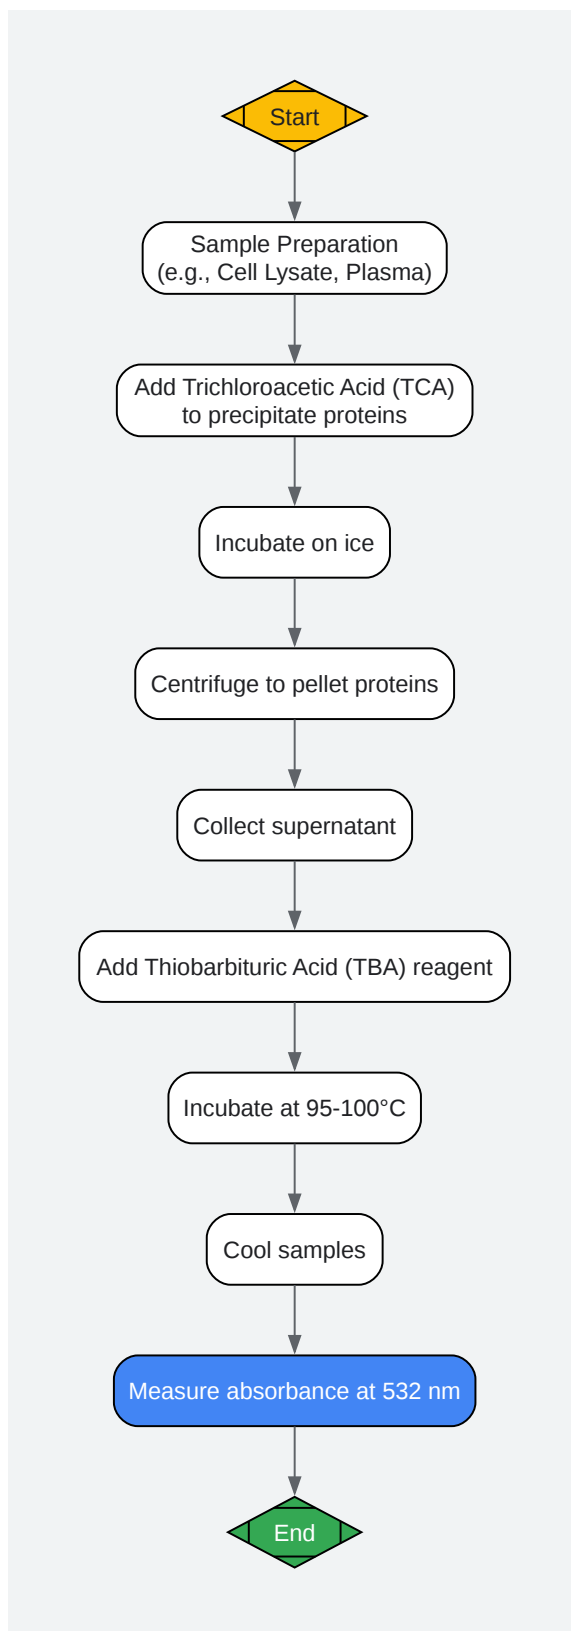 Start
Sample Preparation
(e.g., Cell Lysate, Plasma)
Add Trichloroacetic Acid (TCA)
to precipitate proteins
Incubate on ice
Centrifuge to pellet proteins
Collect supernatant
Add Thiobarbituric Acid (TBA) reagent
Incubate at 95-100°C
Cool samples
Measure absorbance at 532 nm
End